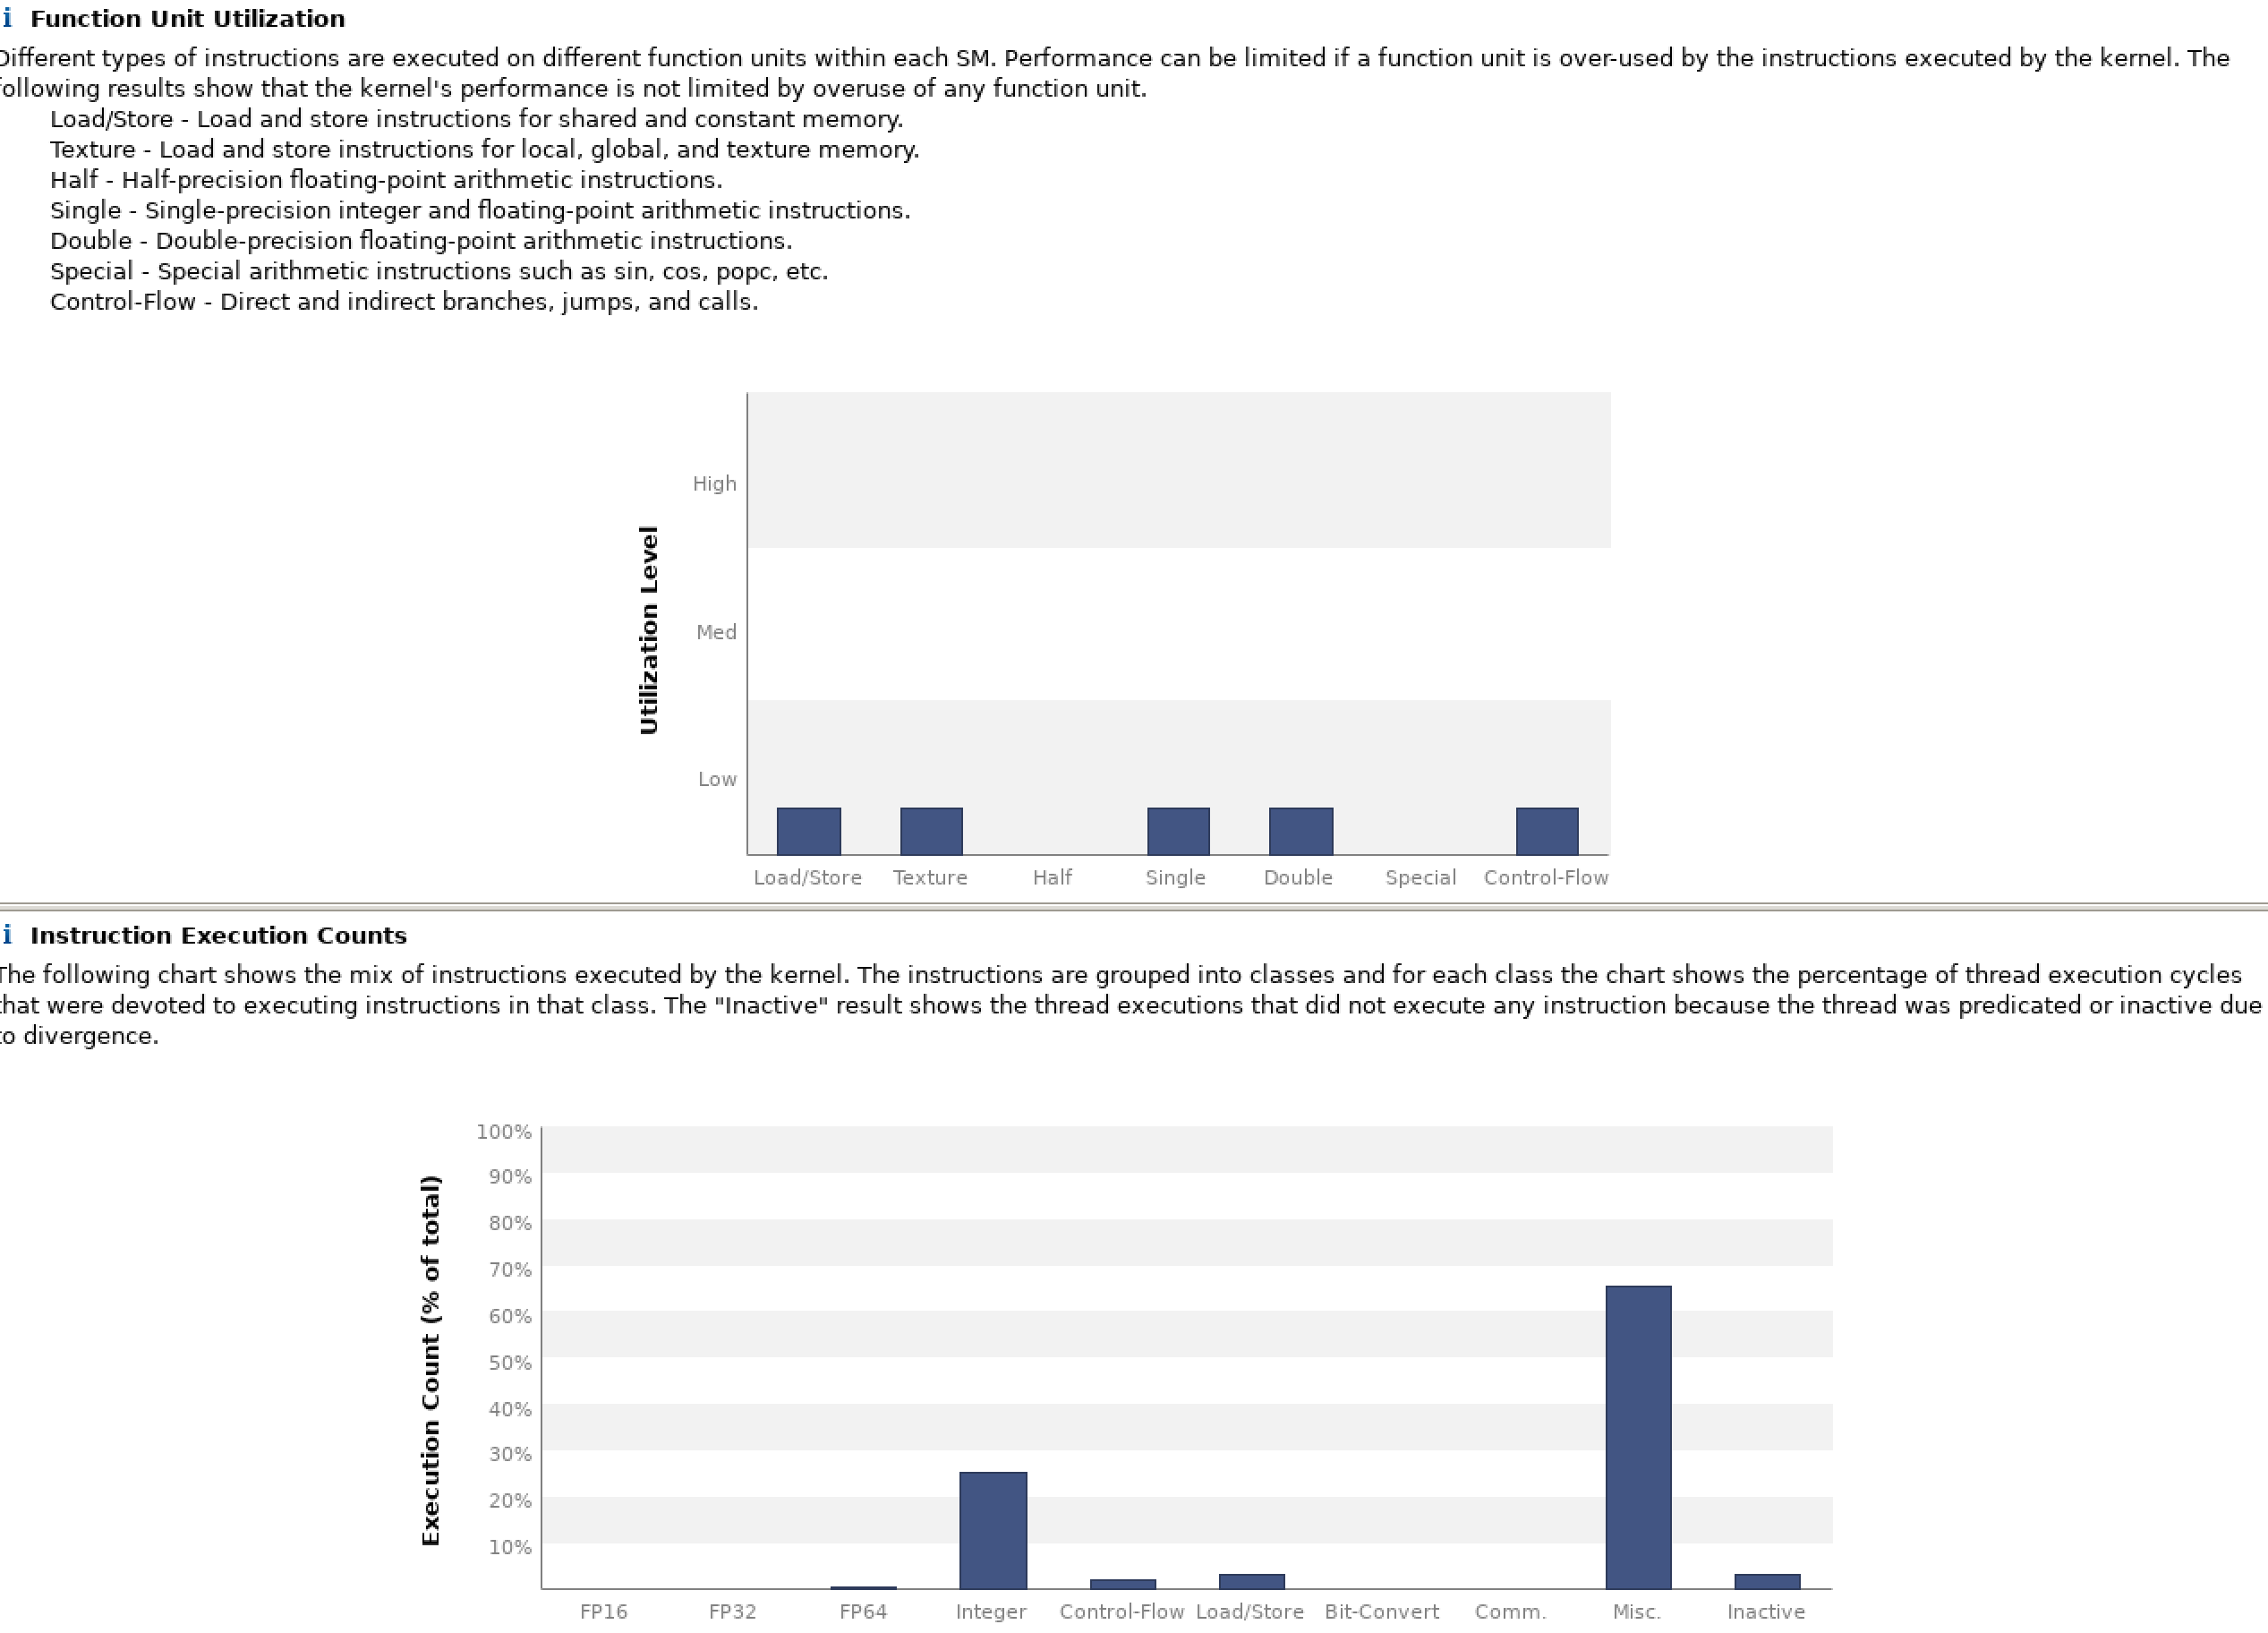 i Function Unit Utilization
Different types of instructions are executed on different function units within each SM. Performance can be limited if a function unit is over-used by the instructions executed by the kernel. The
following results show that the kernel's performance is not limited by overuse of any function unit.
Load/Store - Load and store instructions for shared and constant memory.
Texture - Load and store instructions for local, global, and texture memory.
Half - Half-precision floating-point arithmetic instructions.
Single - Single-precision integer and floating-point arithmetic instructions.
Double - Double-precision floating-point arithmetic instructions.
Special - Special arithmetic instructions such as sin, cos, popc, etc.
Control-Flow - Direct and indirect branches, jumps, and calls.
Utilization Level
High
Med
Low
Load/Store Texture Half Single Double Special Control-Flow
i Instruction Execution Counts
The following chart shows the mix of instructions executed by the kernel. The instructions are grouped into classes and for each class the chart shows the percentage of thread execution cycles
that were devoted to executing instructions in that class. The "Inactive" result shows the thread executions that did not execute any instruction because the thread was predicated or inactive due
to divergence.
Execution Count (% of total)
100%
90%
80%
70%
60%
50%
40%
30%
20%
10%
FP16 FP32 FP64 Integer Control-Flow Load/Store Bit-Convert Comm. Misc. Inactive